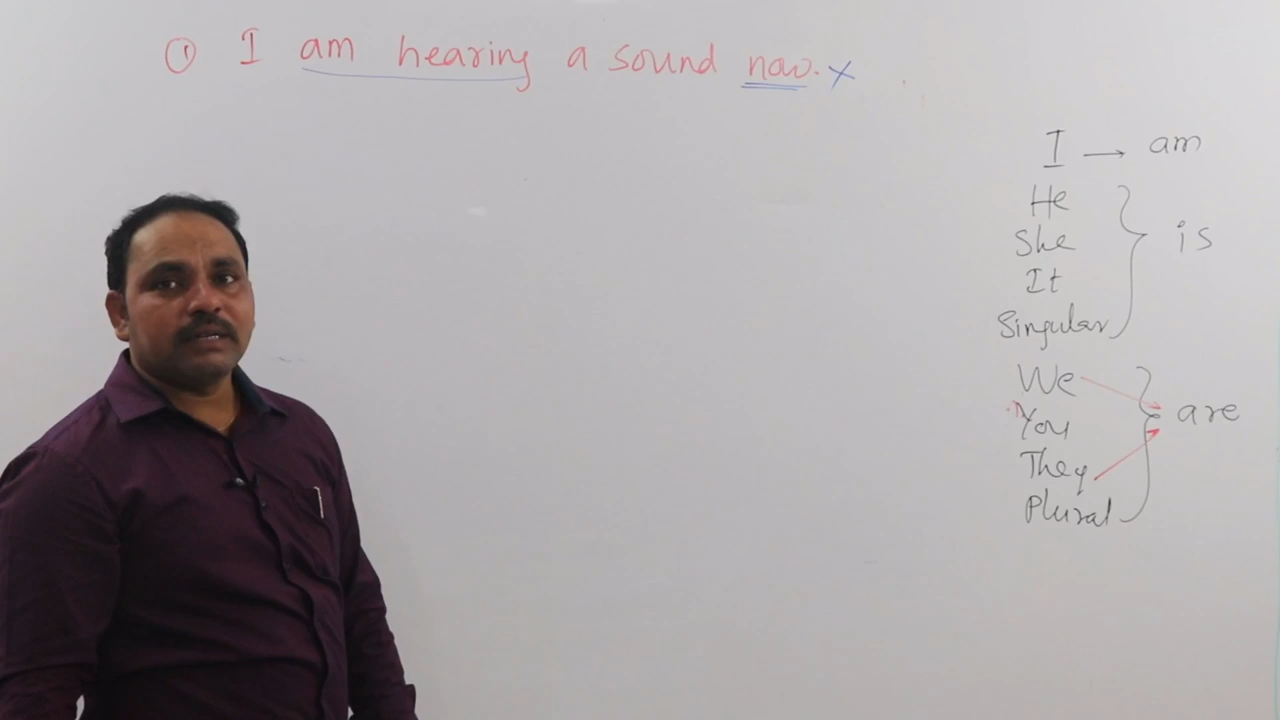 ① I am hearing a sound now. ×
I → am
He
She
It
Singular
} is
We
You
They
Plural
} are